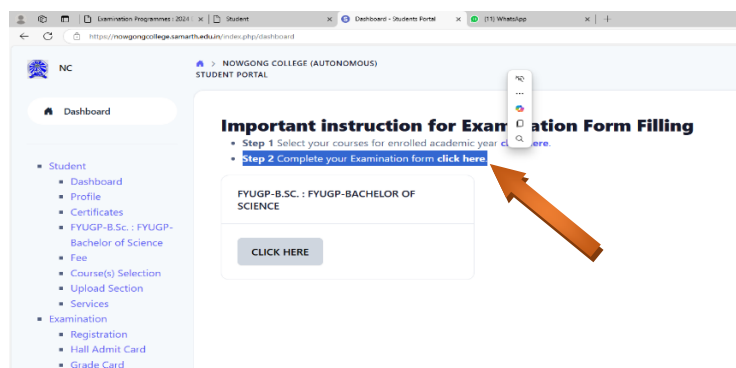 Examination Programmes : 2024
Student
Dashboard - Students Portal
(11) WhatsApp
https://nowgongcollege.samarth.edu.in/index.php/dashboard
NC
> NOWGONG COLLEGE (AUTONOMOUS)
STUDENT PORTAL
Dashboard
Important instruction for Examination Form Filling
Step 1 Select your courses for enrolled academic year click here.
Step 2 Complete your Examination form click here.
FYUGP-B.SC. : FYUGP-BACHELOR OF
SCIENCE
CLICK HERE
Student
Dashboard
Profile
Certificates
FYUGP-B.Sc. : FYUGP-
Bachelor of Science
Fee
Course(s) Selection
Upload Section
Services
Examination
Registration
Hall Admit Card
Grade Card